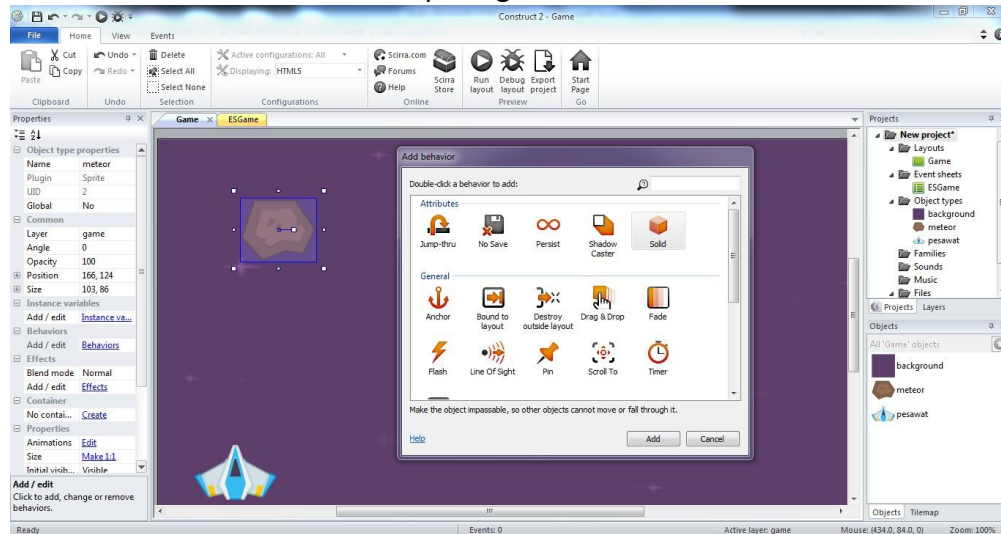 Construct 2 - Game
File Home View Events
Cut
Copy
Paste
Clipboard
Undo
Redo
Undo
Delete
Select All
Select None
Selection
Active configurations: All
Displaying: HTML5
Configurations
Scirra.com
Forums
Help
Scirra Store
Online
Run layout
Debug layout
Export project
Preview
Start Page
Go
Properties
Object type properties
Name meteor
Plugin Sprite
UID 2
Global No
Common
Layer game
Angle 0
Opacity 100
Position 166, 124
Size 103, 86
Instance variables
Add / edit Instance va...
Behaviors
Add / edit Behaviors
Effects
Blend mode Normal
Add / edit Effects
Container
No contai... Create
Properties
Animations Edit
Size Make 1:1
Initial visib... Visible
Add / edit
Click to add, change or remove
behaviors.
Game ESGame
Add behavior
Double-click a behavior to add:
Attributes
Jump-thru No Save Persist Shadow Caster Solid
General
Anchor Bound to layout Destroy outside layout Drag & Drop Fade
Flash Line Of Sight Pin Scroll To Timer
Make the object impassable, so other objects cannot move or fall through it.
Help Add Cancel
Projects
New project*
Layouts
Game
Event sheets
ESGame
Object types
background
meteor
pesawat
Families
Sounds
Music
Files
Projects Layers
Objects
All 'Game' objects
background
meteor
pesawat
Objects Tilemap
Ready Events: 0 Active layer: game Mouse: (434.0, 84.0, 0) Zoom: 100%